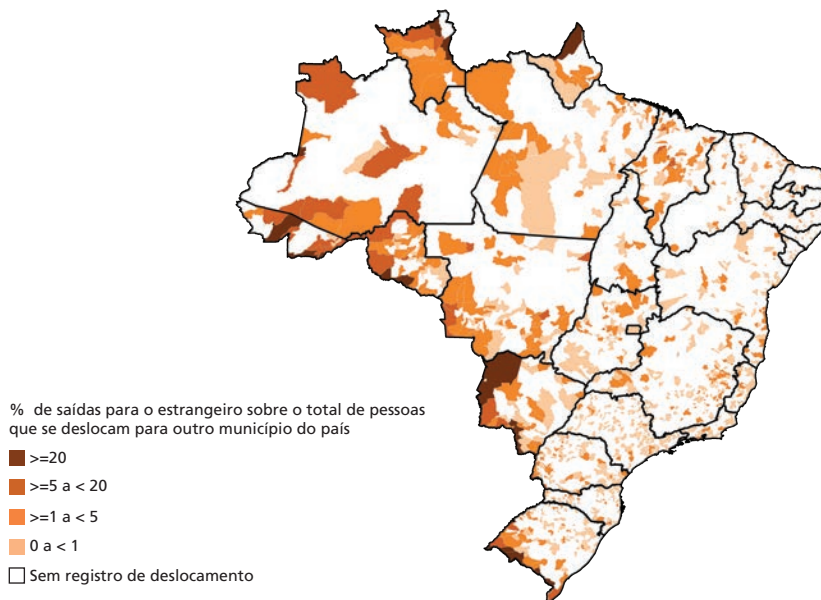 % de saídas para o estrangeiro sobre o total de pessoas
que se deslocam para outro município do país
>=20
>=5 a < 20
>=1 a < 5
0 a < 1
Sem registro de deslocamento